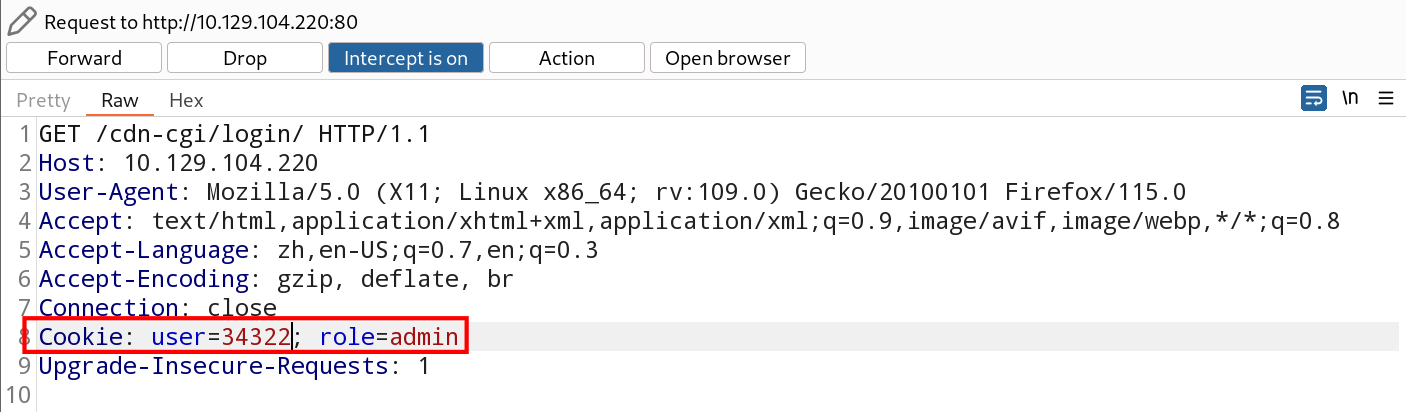 Request to http://10.129.104.220:80
Forward Drop Intercept is on Action Open browser
Pretty Raw Hex \n
1 GET /cdn-cgi/login/ HTTP/1.1
2 Host: 10.129.104.220
3 User-Agent: Mozilla/5.0 (X11; Linux x86_64; rv:109.0) Gecko/20100101 Firefox/115.0
4 Accept: text/html,application/xhtml+xml,application/xml;q=0.9,image/avif,image/webp,*/*;q=0.8
5 Accept-Language: zh,en-US;q=0.7,en;q=0.3
6 Accept-Encoding: gzip, deflate, br
7 Connection: close
8 Cookie: user=34322; role=admin
9 Upgrade-Insecure-Requests: 1
10